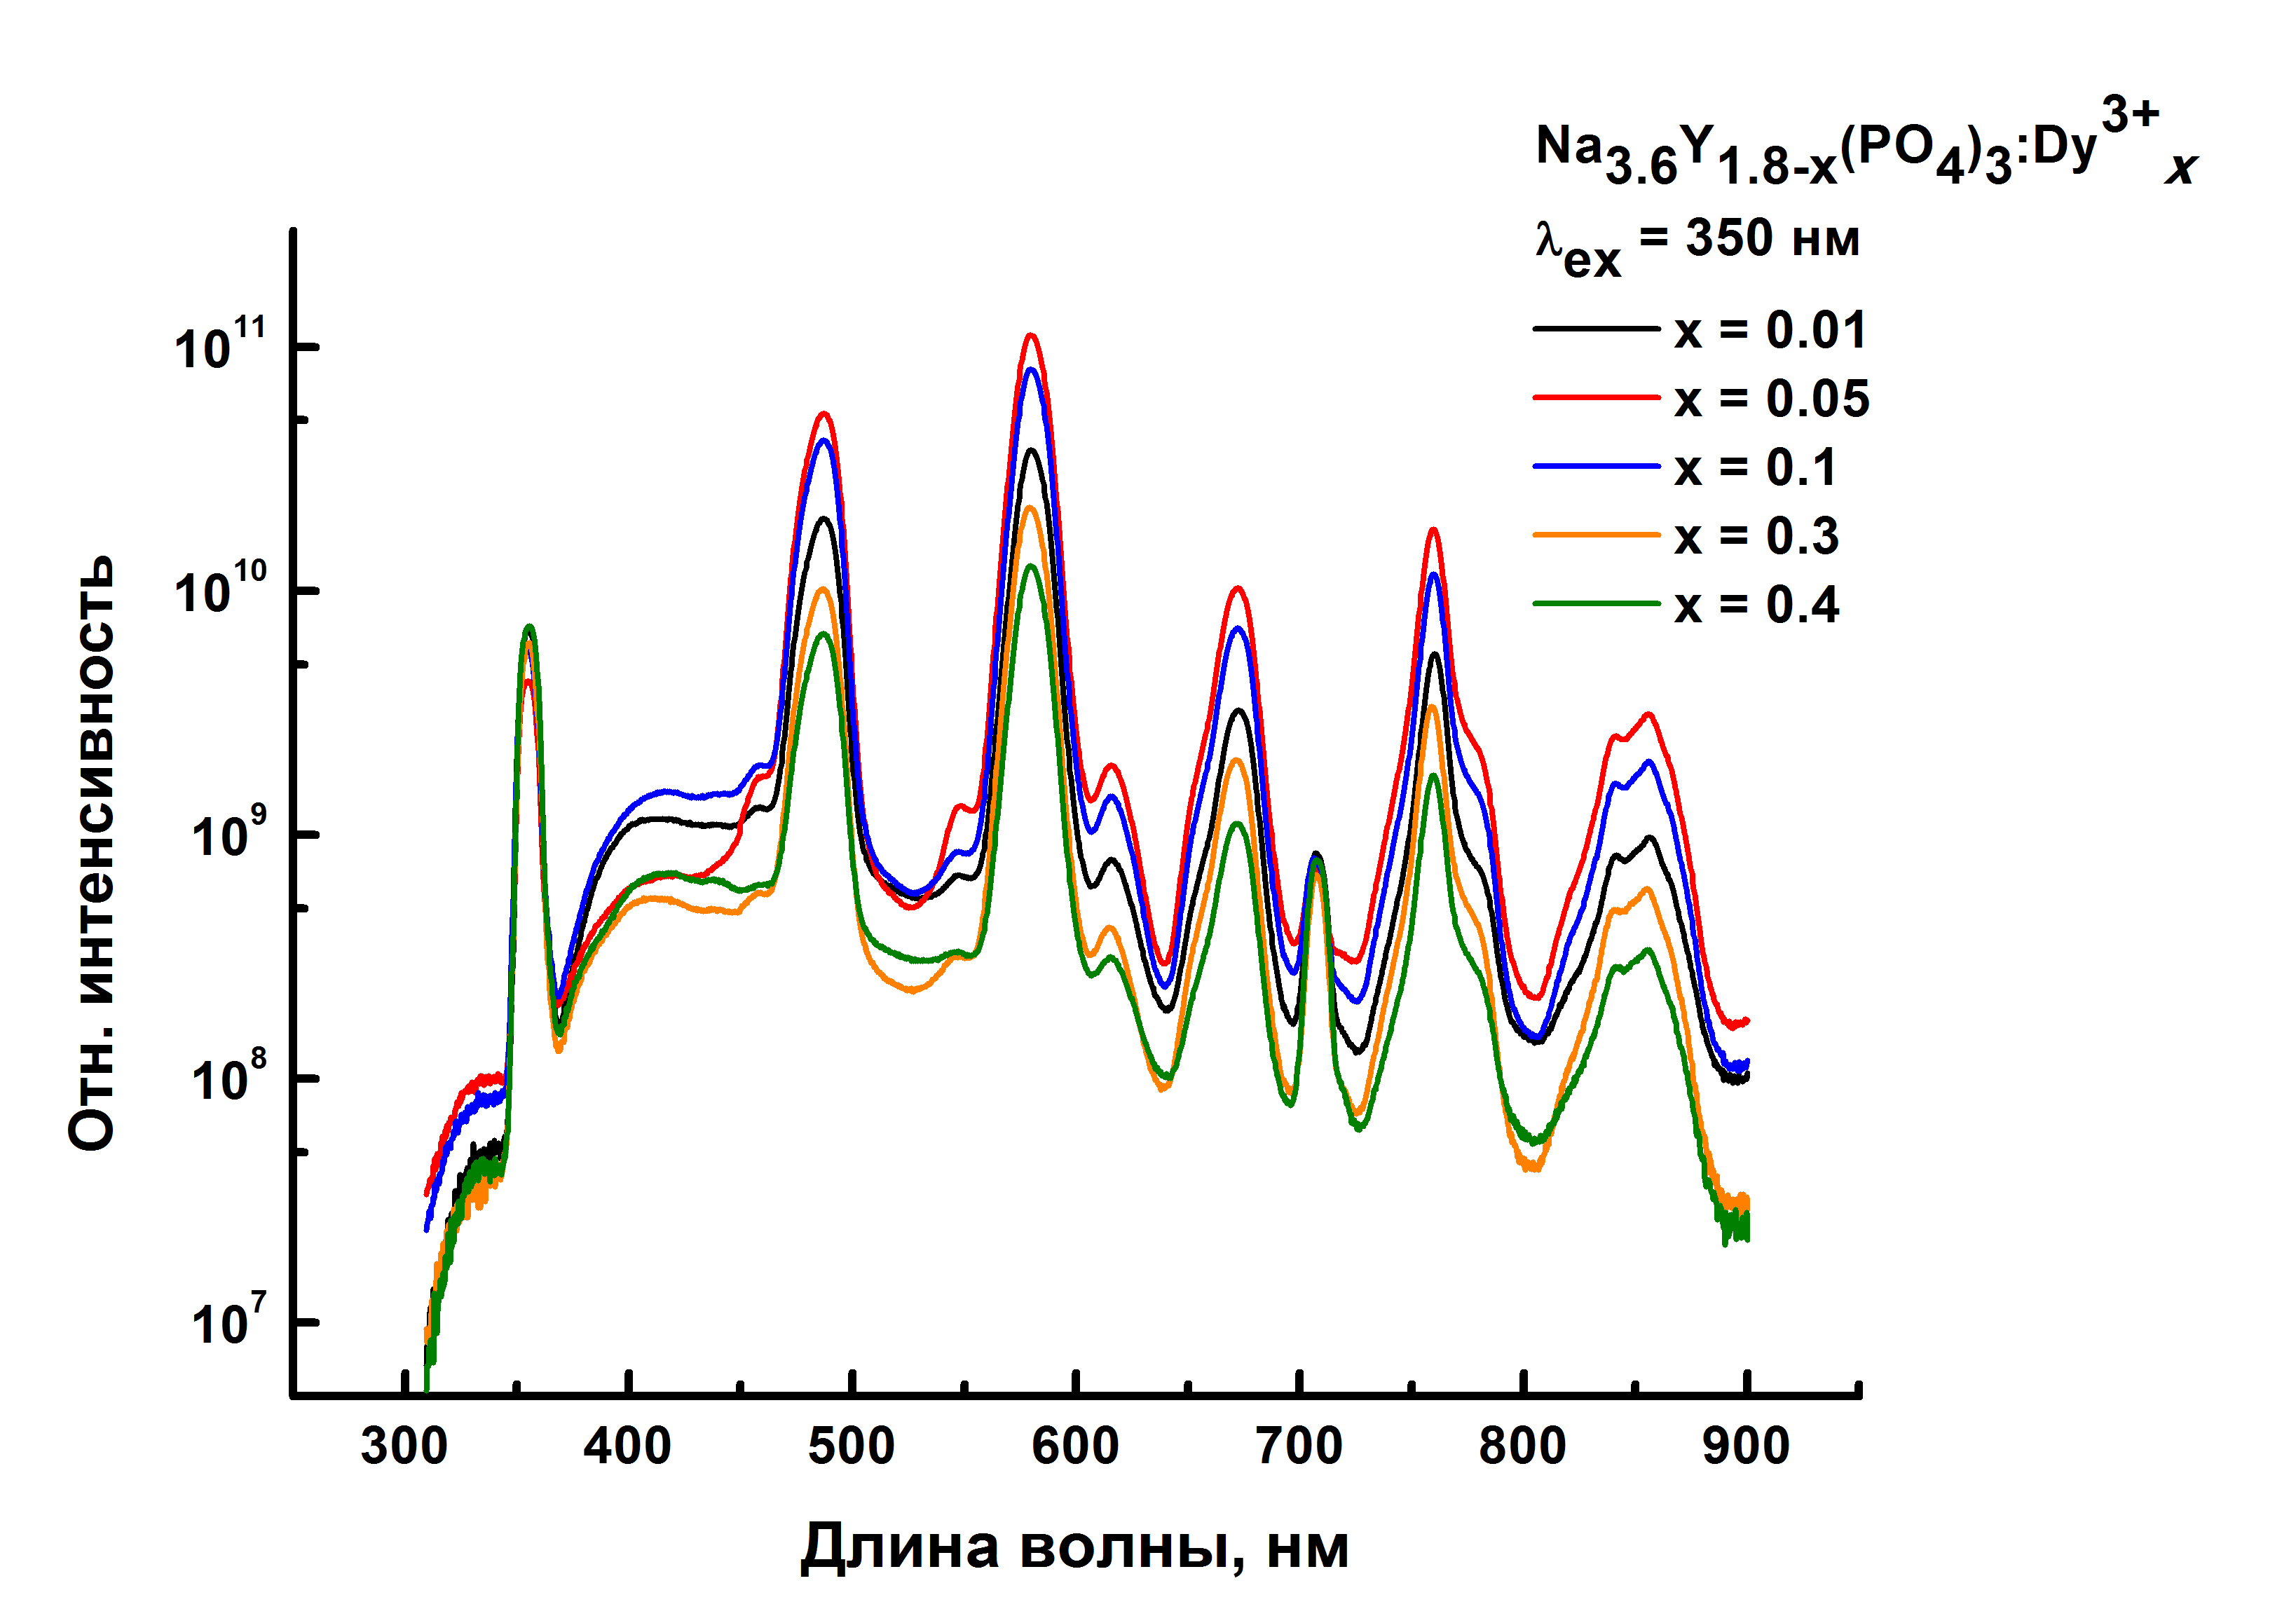 Na3.6Y1.8-x(PO4)3:Dy3+x
λex = 350 нм
x = 0.01
x = 0.05
x = 0.1
x = 0.3
x = 0.4
Отн. интенсивность
10^11
10^10
10^9
10^8
10^7
300 400 500 600 700 800 900
Длина волны, нм